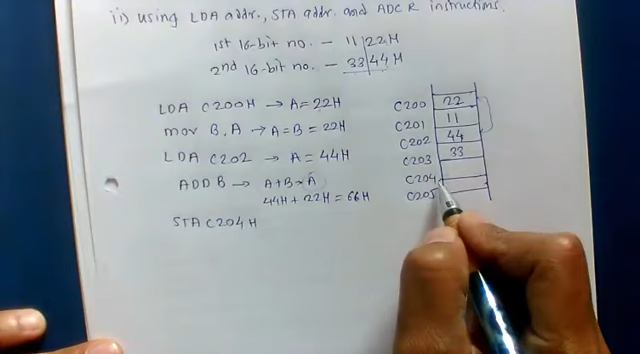 ii) using LDA addr., STA addr. and ADC R instructions.
1st 16-bit no. - 11 22H
2nd 16-bit no. - 33 44H
LDA C200H → A=22H
mov B,A → A=B=22H
LDA C202 → A=44H
ADD B → A+B→A
44H+22H=66H
STA C204H
C200 22
C201 11
C202 44
C203 33
C204
C205